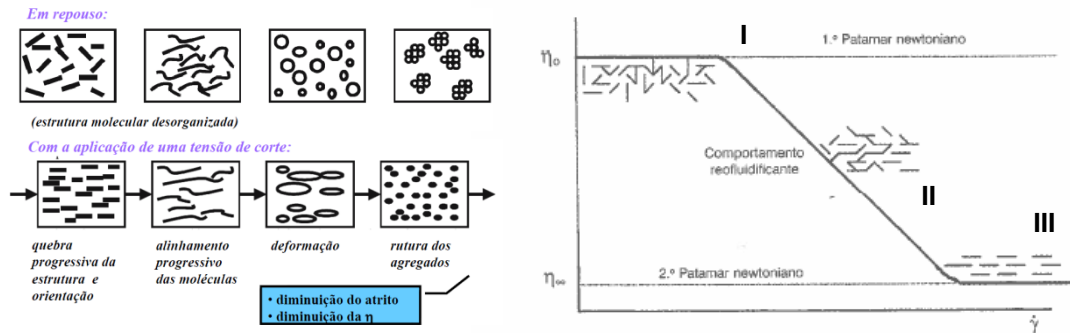 Em repouso:
(estrutura molecular desorganizada)
Com a aplicação de uma tensão de corte:
quebra
progressiva da
estrutura e
orientação
alinhamento
progressivo
das moléculas
deformação
rutura dos
agregados
• diminuição do atrito
• diminuição da η
I
1.º Patamar newtoniano
η₀
Comportamento
reofluidificante
II
III
2.º Patamar newtoniano
η∞
γ̇